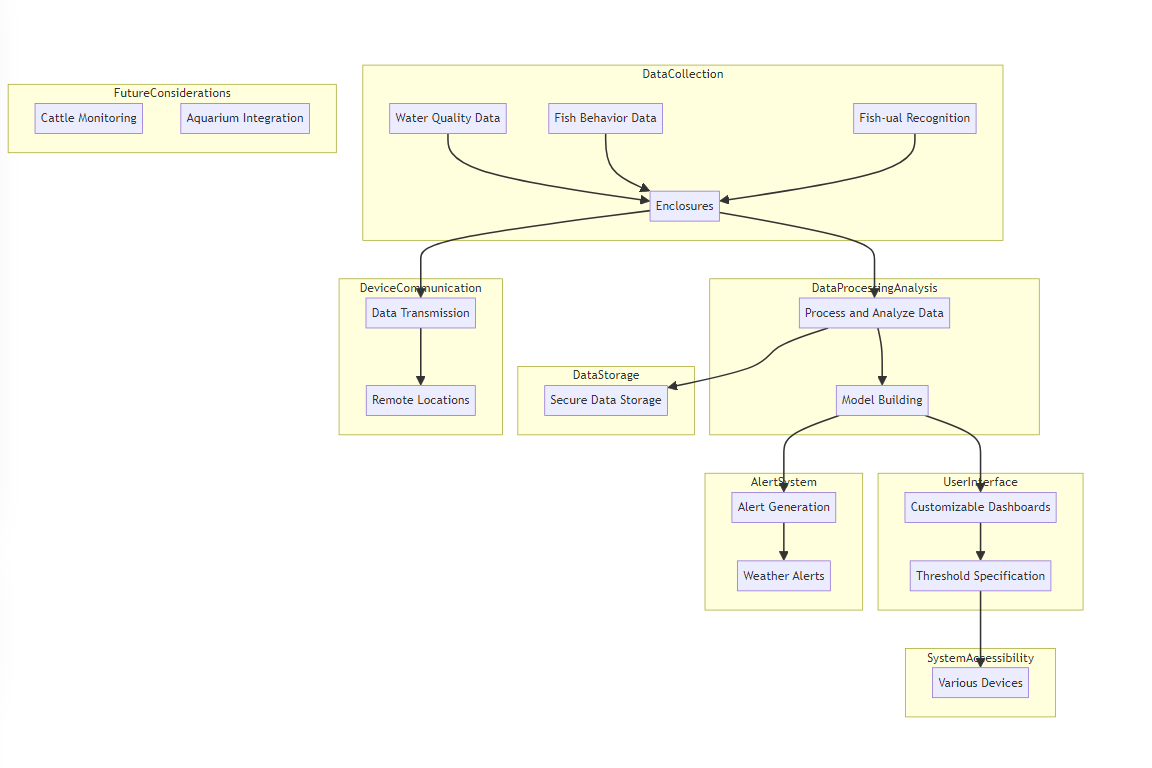 DataCollection
FutureConsiderations
Cattle Monitoring
Aquarium Integration
Water Quality Data
Fish Behavior Data
Fish-ual Recognition
Enclosures
DeviceCommunication
DataProcessingAnalysis
Data Transmission
Process and Analyze Data
DataStorage
Remote Locations
Secure Data Storage
Model Building
AlertSystem
UserInterface
Alert Generation
Customizable Dashboards
Weather Alerts
Threshold Specification
SystemAccessibility
Various Devices